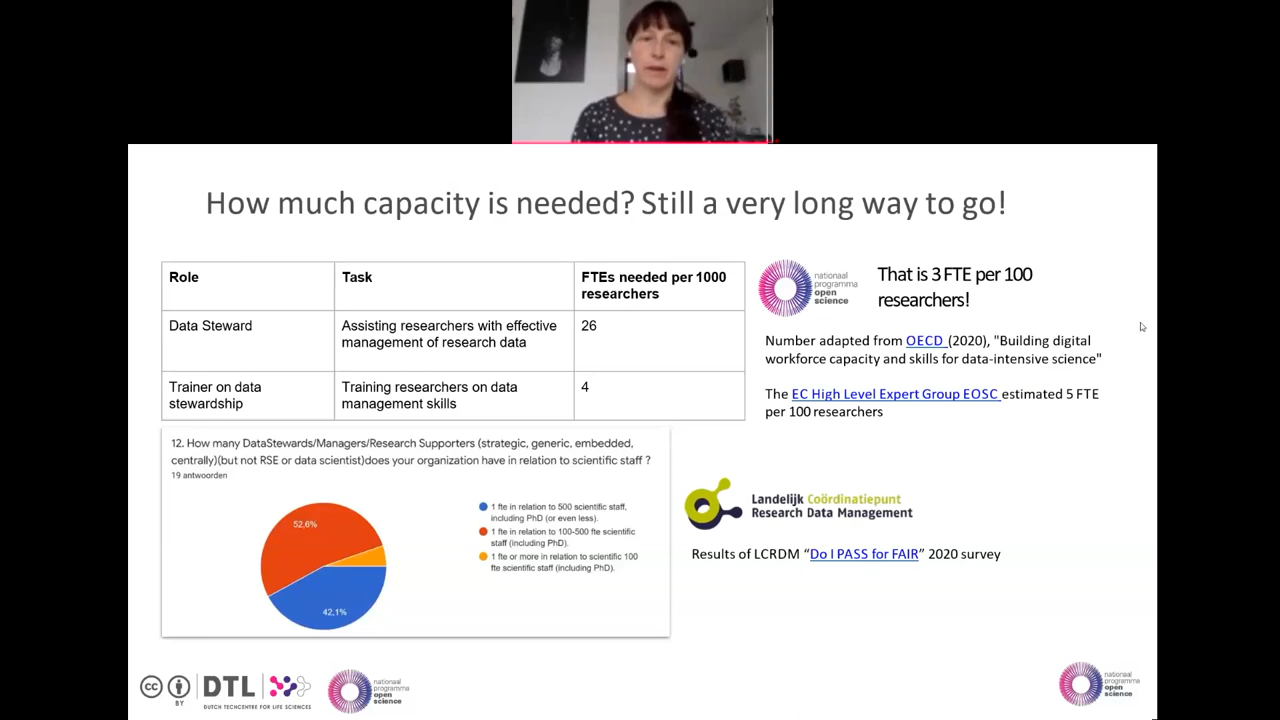 How much capacity is needed? Still a very long way to go!
Role
Task
FTEs needed per 1000
researchers
Data Steward
Assisting researchers with effective
management of research data
26
Trainer on data
stewardship
Training researchers on data
management skills
4
nationaal
programma
open
science
That is 3 FTE per 100
researchers!
Number adapted from OECD (2020), "Building digital
workforce capacity and skills for data-intensive science"
The EC High Level Expert Group EOSC estimated 5 FTE
per 100 researchers
12. How many DataStewards/Managers/Research Supporters (strategic, generic, embedded,
centrally)(but not RSE or data scientist)does your organization have in relation to scientific staff ?
19 antwoorden
52,6%
42,1%
1 fte in relation to 500 scientific staff,
including PhD (or even less).
1 fte in relation to 100-500 fte scientific
staff (including PhD).
1 fte or more in relation to scientific 100
fte scientific staff (including PhD).
Landelijk Coördinatiepunt
Research Data Management
Results of LCRDM “Do I PASS for FAIR” 2020 survey
cc
BY
DTL
DUTCH TECHCENTRE FOR LIFE SCIENCES
nationaal
programma
open
science
nationaal
programma
open
science